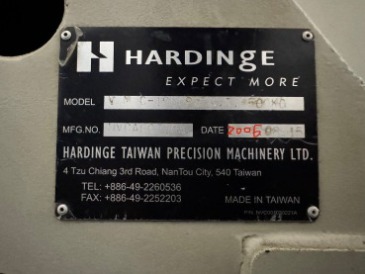 HARDINGE
EXPECT MORE
MODEL
MFG.NO. DATE
HARDINGE TAIWAN PRECISION MACHINERY LTD.
4 Tzu Chiang 3rd Road, NanTou City, 540 Taiwan
TEL: +886-49-2260536
FAX: +886-49-2252203
MADE IN TAIWAN